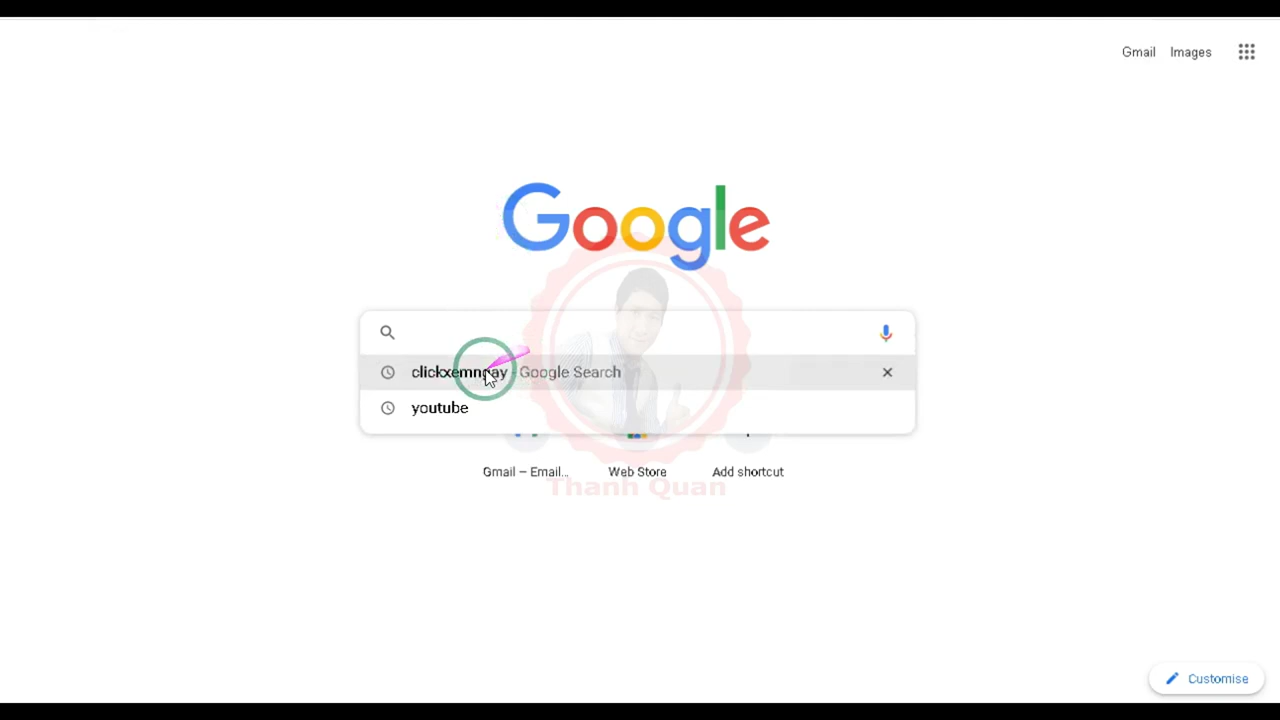 Gmail Images
Google
clickxemngay - Google Search
youtube
Gmail – Email... Web Store Add shortcut
Thanh Quan
Customise